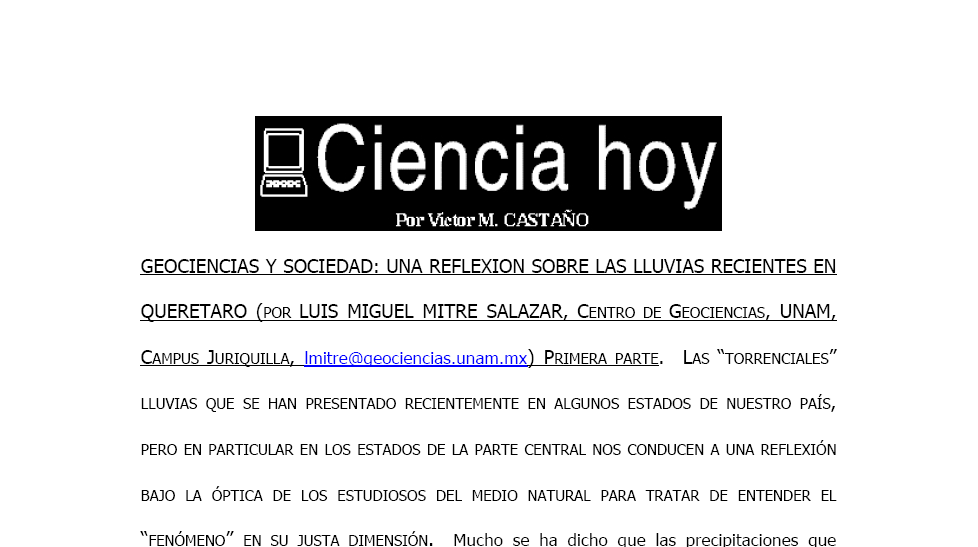 Ciencia hoy
Por Víctor M. CASTAÑO
GEOCIENCIAS Y SOCIEDAD: UNA REFLEXION SOBRE LAS LLUVIAS RECIENTES EN
QUERETARO (POR LUIS MIGUEL MITRE SALAZAR, CENTRO DE GEOCIENCIAS, UNAM,
CAMPUS JURIQUILLA, lmitre@geociencias.unam.mx) PRIMERA PARTE. LAS “TORRENCIALES”
LLUVIAS QUE SE HAN PRESENTADO RECIENTEMENTE EN ALGUNOS ESTADOS DE NUESTRO PAÍS,
PERO EN PARTICULAR EN LOS ESTADOS DE LA PARTE CENTRAL NOS CONDUCEN A UNA REFLEXIÓN
BAJO LA ÓPTICA DE LOS ESTUDIOSOS DEL MEDIO NATURAL PARA TRATAR DE ENTENDER EL
“FENÓMENO” EN SU JUSTA DIMENSIÓN. Mucho se ha dicho que las precipitaciones que